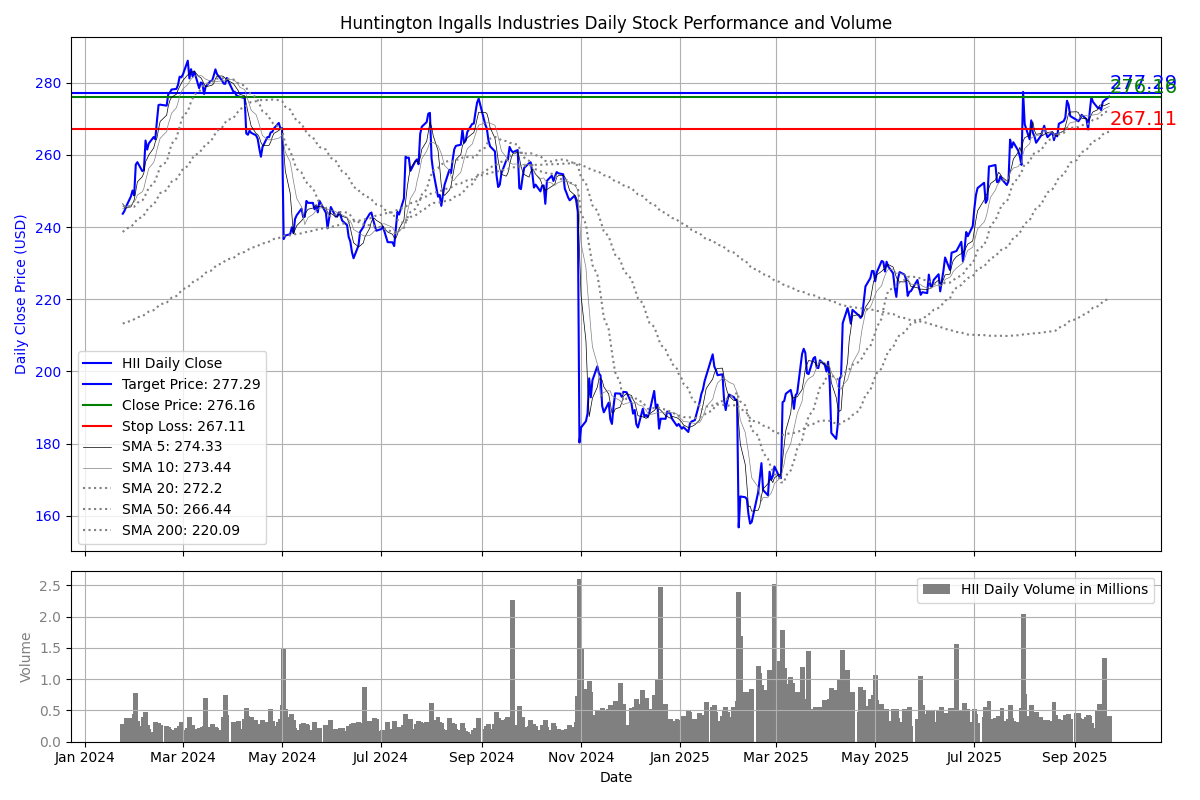 Huntington Ingalls Industries Daily Stock Performance and Volume
Daily Close Price (USD)
280
260
240
220
200
180
160
277.29
276.16
267.11
HII Daily Close
Target Price: 277.29
Close Price: 276.16
Stop Loss: 267.11
SMA 5: 274.33
SMA 10: 273.44
SMA 20: 272.2
SMA 50: 266.44
SMA 200: 220.09
Volume
2.5
2.0
1.5
1.0
0.5
0.0
HII Daily Volume in Millions
Jan 2024 Mar 2024 May 2024 Jul 2024 Sep 2024 Nov 2024 Jan 2025 Mar 2025 May 2025 Jul 2025 Sep 2025
Date